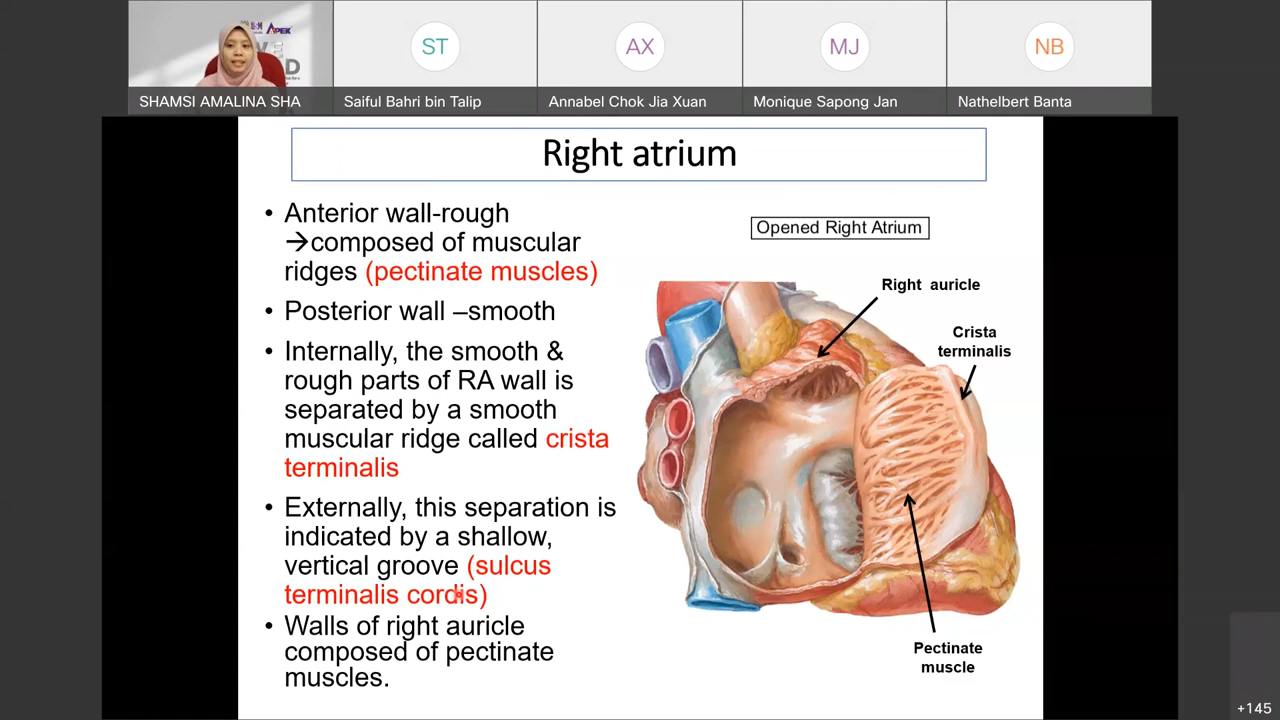 APEK
ST
AX
MJ
NB
SHAMSI AMALINA SHA
Saiful Bahri bin Talip
Annabel Chok Jia Xuan
Monique Sapong Jan
Nathelbert Banta
Right atrium
• Anterior wall-rough
→composed of muscular
ridges (pectinate muscles)
• Posterior wall –smooth
• Internally, the smooth &
rough parts of RA wall is
separated by a smooth
muscular ridge called crista
terminalis
• Externally, this separation is
indicated by a shallow,
vertical groove (sulcus
terminalis cordis)
• Walls of right auricle
composed of pectinate
muscles.
Opened Right Atrium
Right auricle
Crista
terminalis
Pectinate
muscle
+145